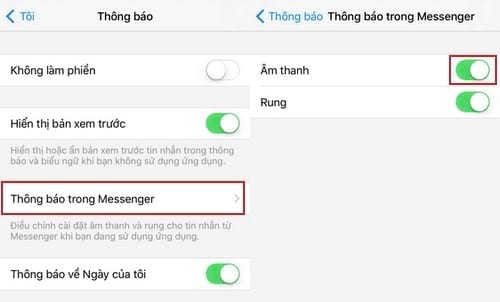 Tôi
Thông báo
Không làm phiền
Hiển thị bản xem trước
Hiển thị hoặc ẩn bản xem trước tin nhắn trong thông
báo và biểu ngữ khi bạn không sử dụng ứng dụng.
Thông báo trong Messenger
Điều chỉnh cài đặt âm thanh và rung cho tin nhắn từ
Messenger khi bạn đang sử dụng ứng dụng.
Thông báo về Ngày của tôi
Thông báo
Thông báo trong Messenger
Âm thanh
Rung